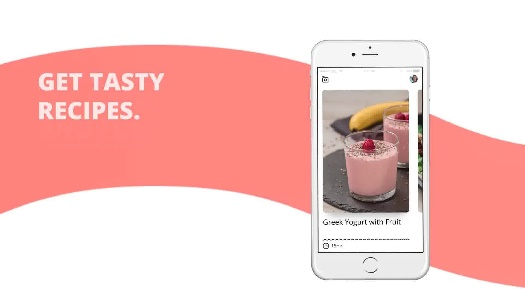 GET TASTY
RECIPES.
Greek Yogurt with Fruit